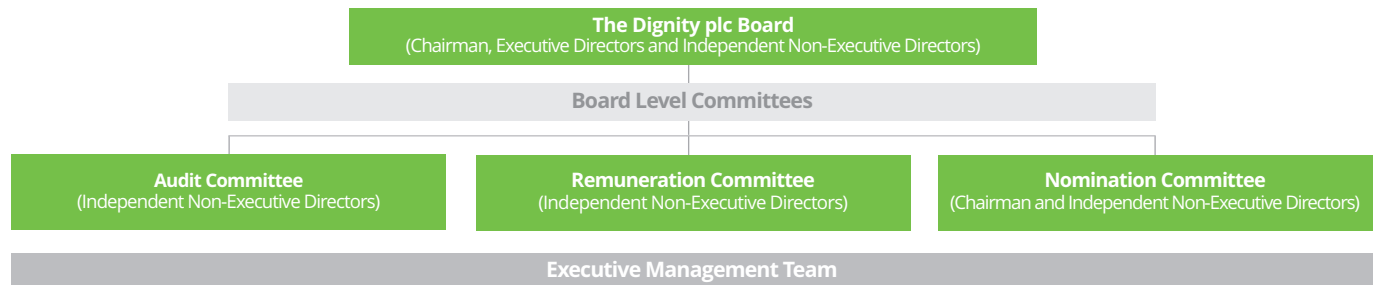 The Dignity plc Board
(Chairman, Executive Directors and Independent Non-Executive Directors)
Board Level Committees
Audit Committee
(Independent Non-Executive Directors)
Remuneration Committee
(Independent Non-Executive Directors)
Nomination Committee
(Chairman and Independent Non-Executive Directors)
Executive Management Team